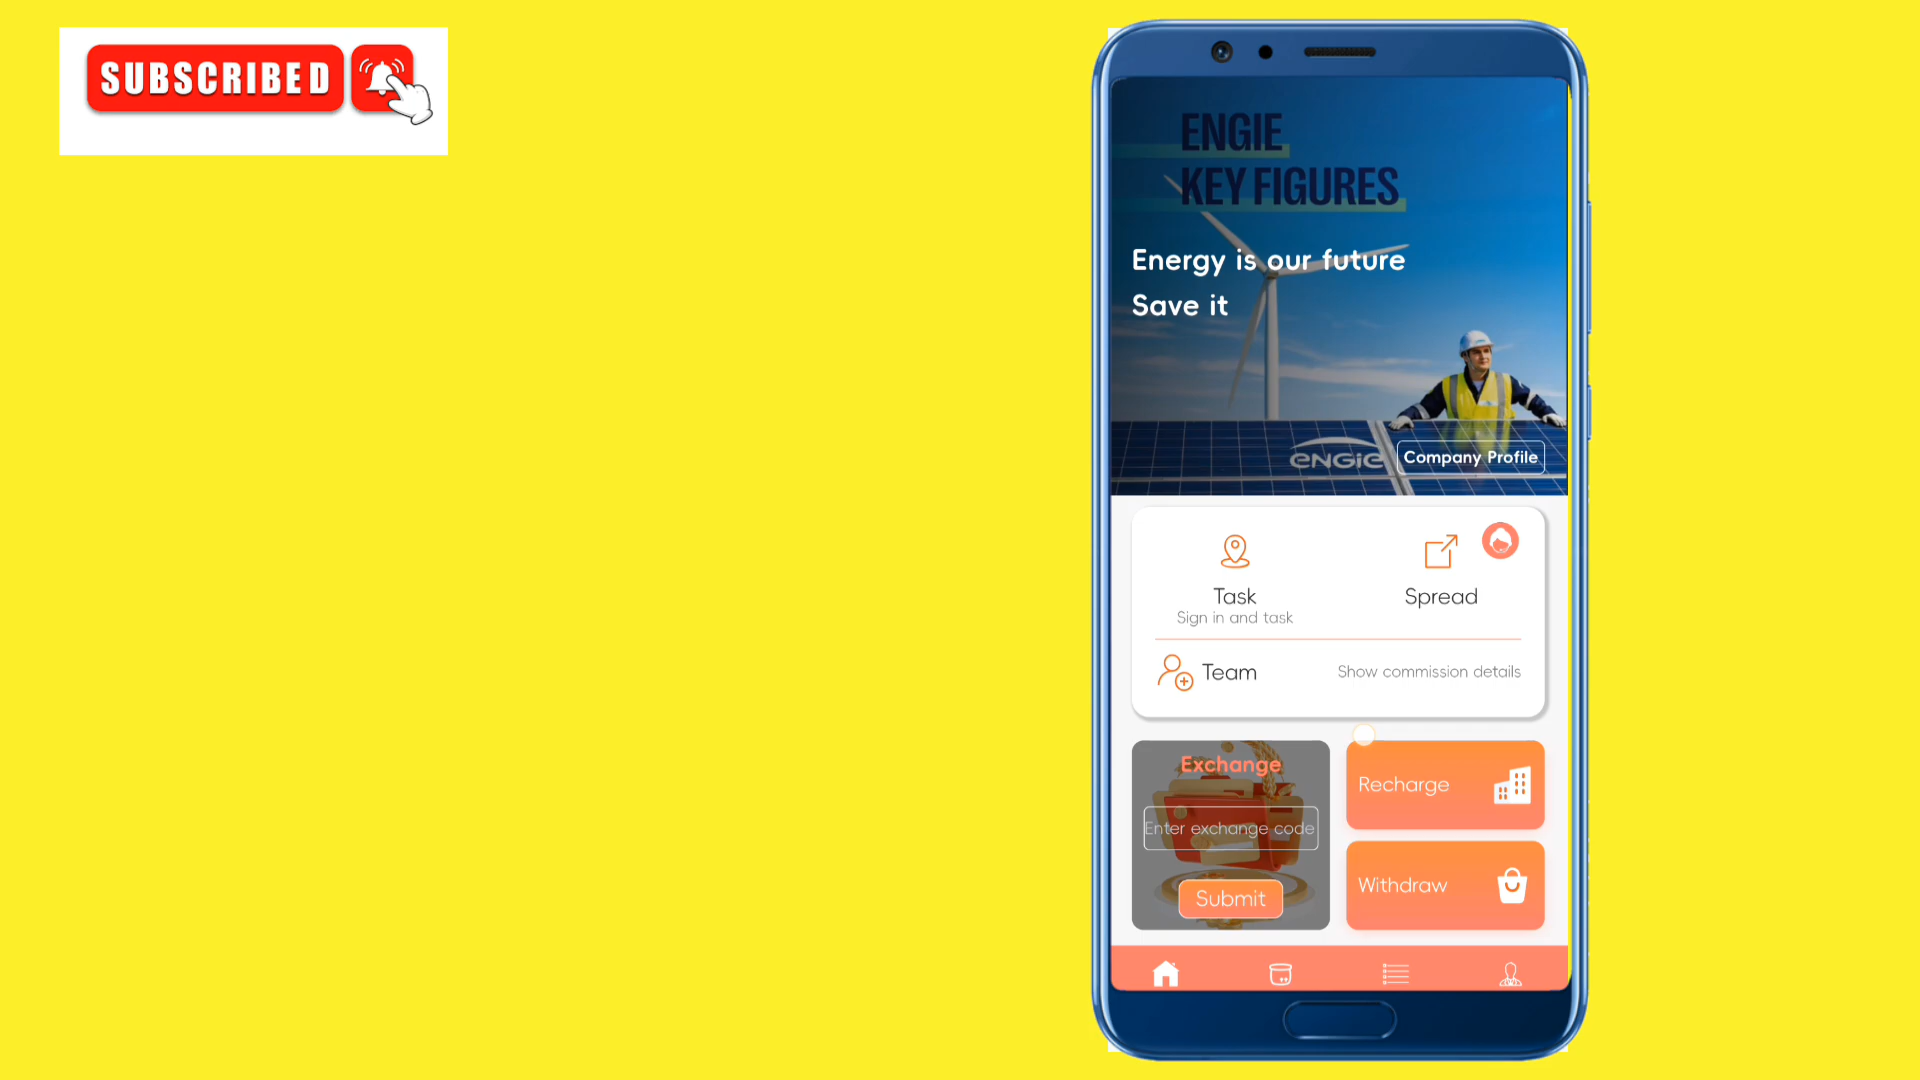 SUBSCRIBED
ENGIE
KEY FIGURES
Energy is our future
Save it
ENGIE
Company Profile
Task
Sign in and task
Spread
Team
Show commission details
Exchange
Enter exchange code
Submit
Recharge
Withdraw